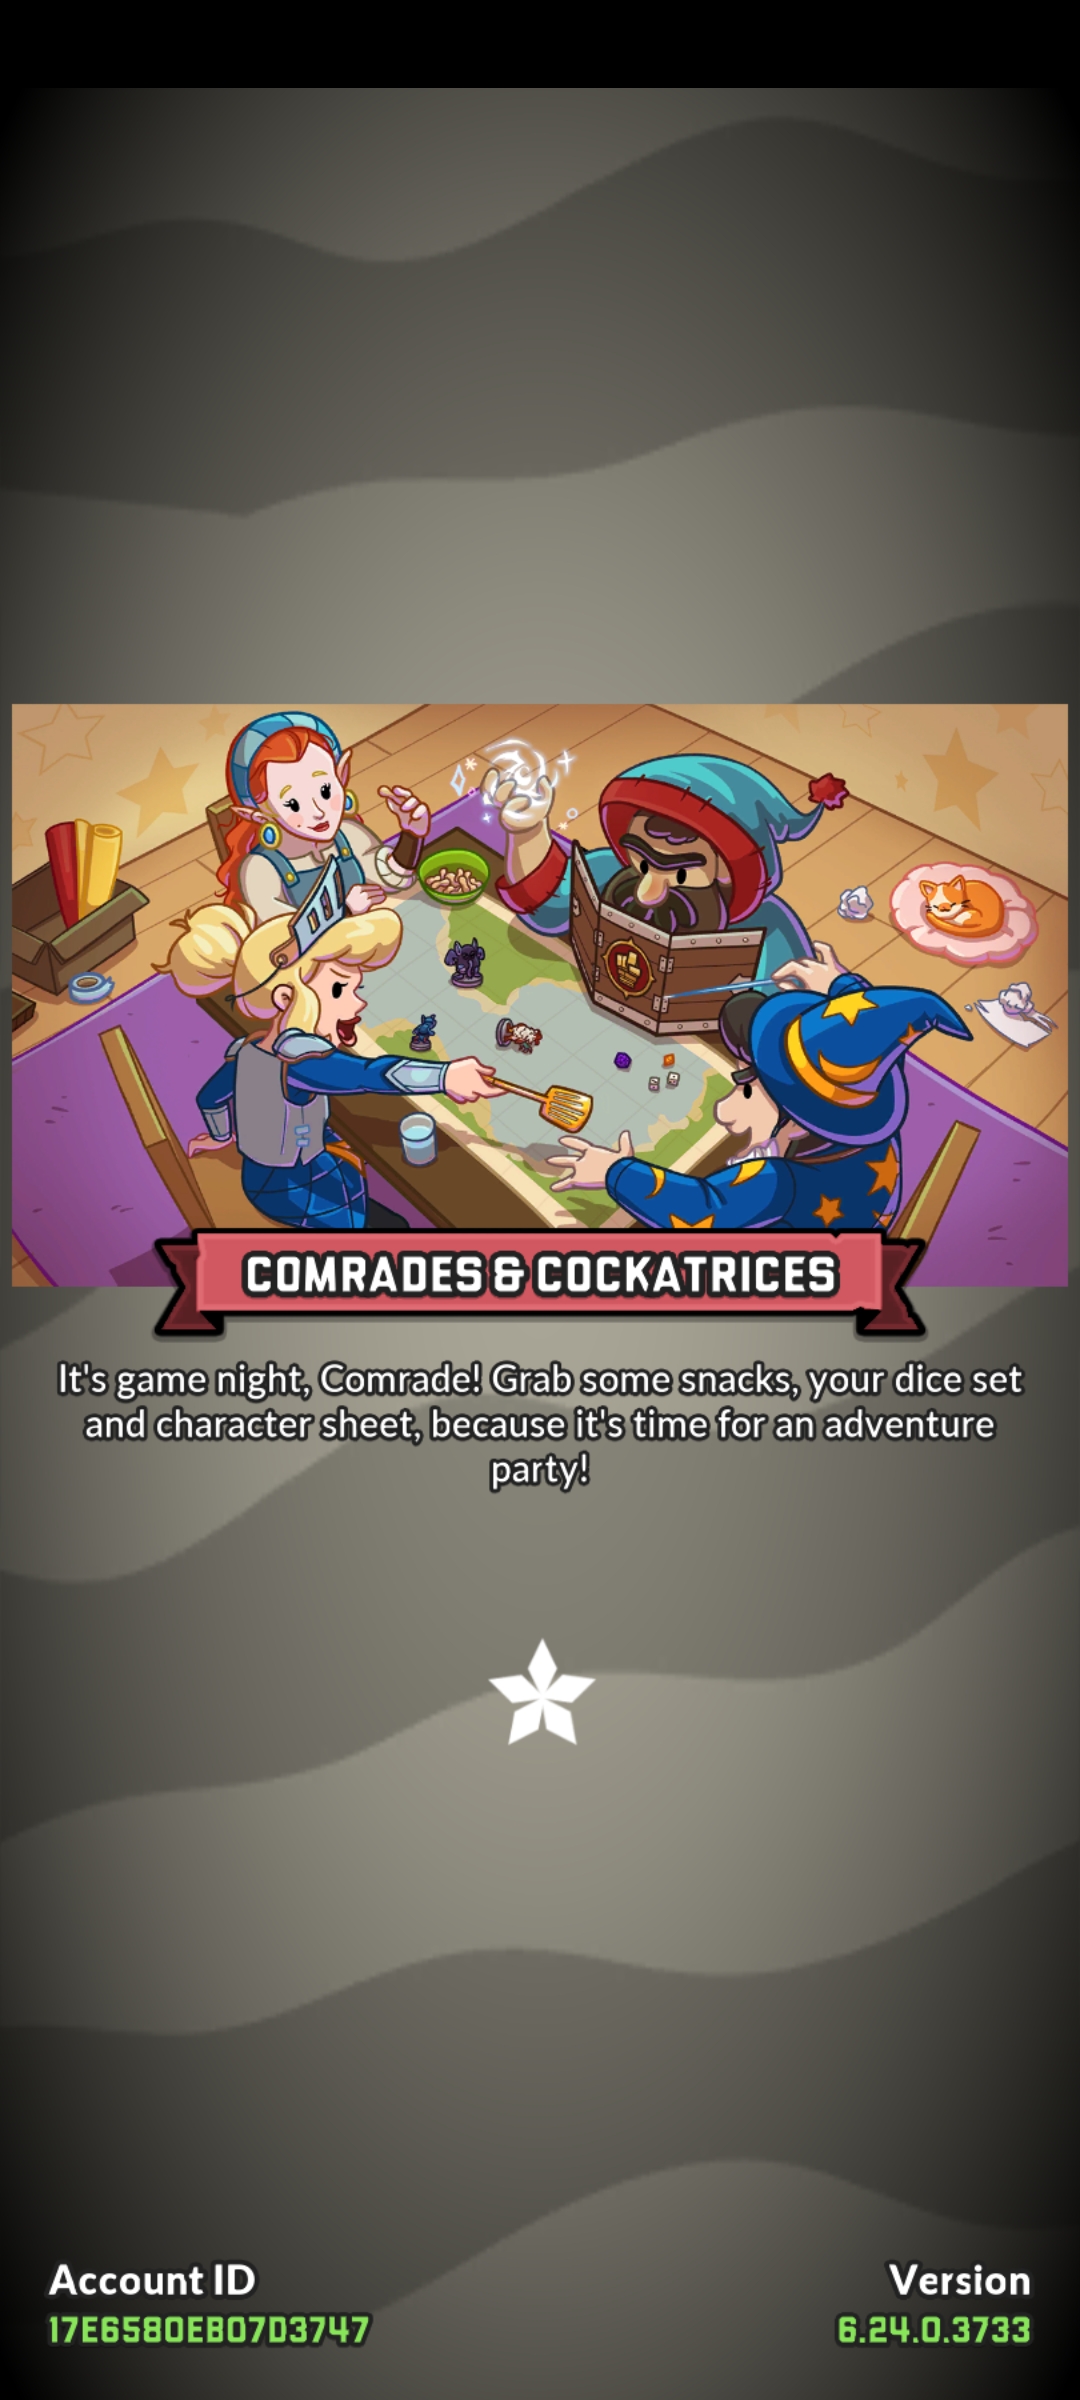 COMRADES & COCKATRICES
It's game night, Comrade! Grab some snacks, your dice set
and character sheet, because it's time for an adventure
party!
Account ID
Version
17E6580EB07D3747
6.24.0.3733